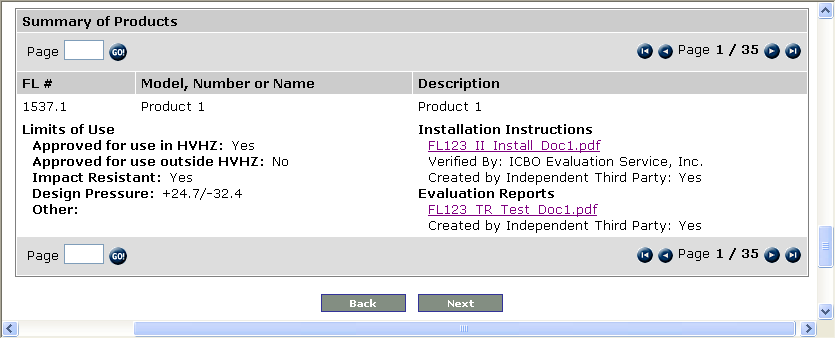 Summary of Products
Page GO! Page 1 / 35
FL # Model, Number or Name Description
1537.1 Product 1 Product 1
Limits of Use
Approved for use in HVHZ: Yes
Approved for use outside HVHZ: No
Impact Resistant: Yes
Design Pressure: +24.7/-32.4
Other:
Installation Instructions
FL123_II_Install_Doc1.pdf
Verified By: ICBO Evaluation Service, Inc.
Created by Independent Third Party: Yes
Evaluation Reports
FL123_TR_Test_Doc1.pdf
Created by Independent Third Party: Yes
Page GO! Page 1 / 35
Back Next